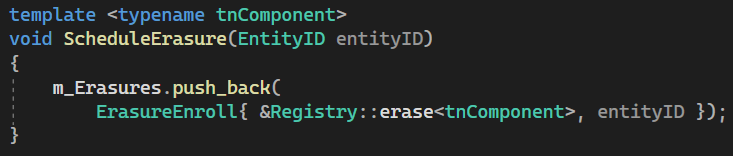 template <typename tnComponent>
void ScheduleErasure(EntityID entityID)
{
    m_Erasures.push_back(
        ErasureEnroll{ &Registry::erase<tnComponent>, entityID });
}